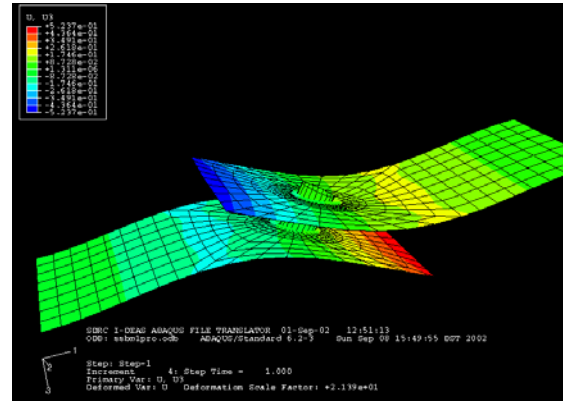 U, U3
+5.237e-01
+4.364e-01
+3.491e-01
+2.618e-01
+1.746e-01
+8.728e-02
+1.311e-06
-8.728e-02
-1.746e-01
-2.618e-01
-3.491e-01
-4.364e-01
-5.237e-01
SDRC I-DEAS ABAQUS FILE TRANSLATOR 01-Sep-02 12:51:13
ODB: ssbolpro.odb ABAQUS/Standard 6.2-3 Sun Sep 08 15:49:55 DST 2002
1
2
3
Step: Step-1
Increment 4: Step Time = 1.000
Primary Var: U, U3
Deformed Var: U Deformation Scale Factor: +2.139e+01